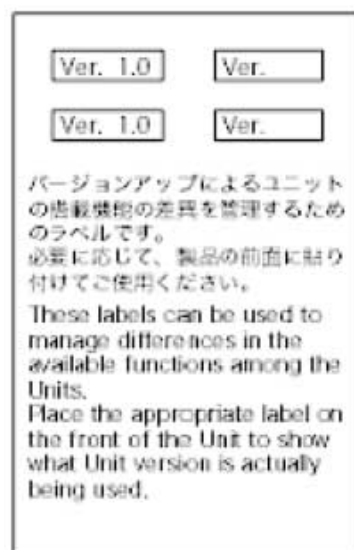 Ver. 1.0 Ver.
Ver. 1.0 Ver.
バージョンアップによるユニット
の搭載機能の差異を管理するため
のラベルです。
必要に応じて、製品の前面に貼り
付けてご使用ください。
These labels can be used to
manage differences in the
available functions among the
Units.
Place the appropriate label on
the front of the Unit to show
what Unit version is actually
being used.